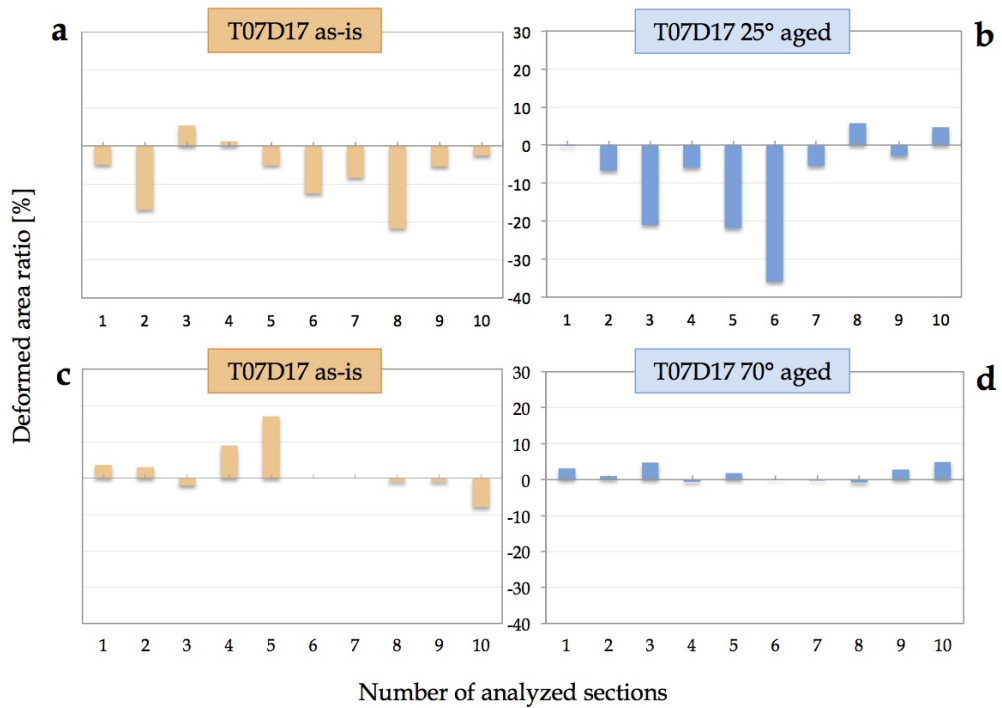 a
T07D17 as-is
T07D17 25° aged
b
30
20
10
0
-10
-20
-30
-40
1 2 3 4 5 6 7 8 9 10
1 2 3 4 5 6 7 8 9 10
Deformed area ratio [%]
c
T07D17 as-is
T07D17 70° aged
d
30
20
10
0
-10
-20
-30
-40
1 2 3 4 5 6 7 8 9 10
1 2 3 4 5 6 7 8 9 10
Number of analyzed sections